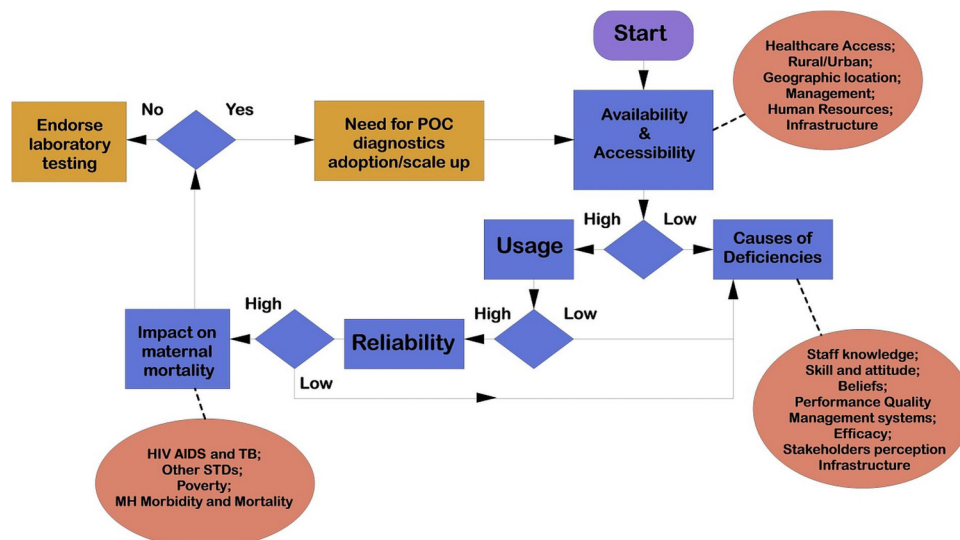 Start
Healthcare Access;
Rural/Urban;
Geographic location;
Management;
Human Resources;
Infrastructure
No
Yes
Endorse
laboratory
testing
Need for POC
diagnostics
adoption/scale up
Availability
&
Accessibility
High
Low
Usage
Causes of
Deficiencies
High
Low
High
Low
Impact on
maternal
mortality
Reliability
Staff knowledge;
Skill and attitude;
Beliefs;
Performance Quality
Management systems;
Efficacy;
Stakeholders perception
Infrastructure
HIV AIDS and TB;
Other STDs;
Poverty;
MH Morbidity and Mortality